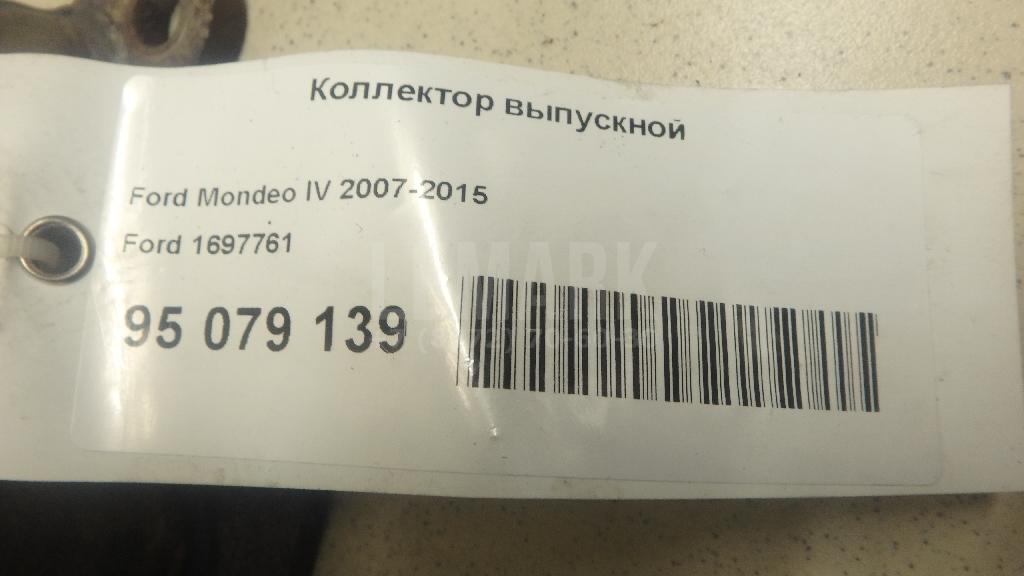 Коллектор выпускной
Ford Mondeo IV 2007-2015
Ford 1697761
95 079 139